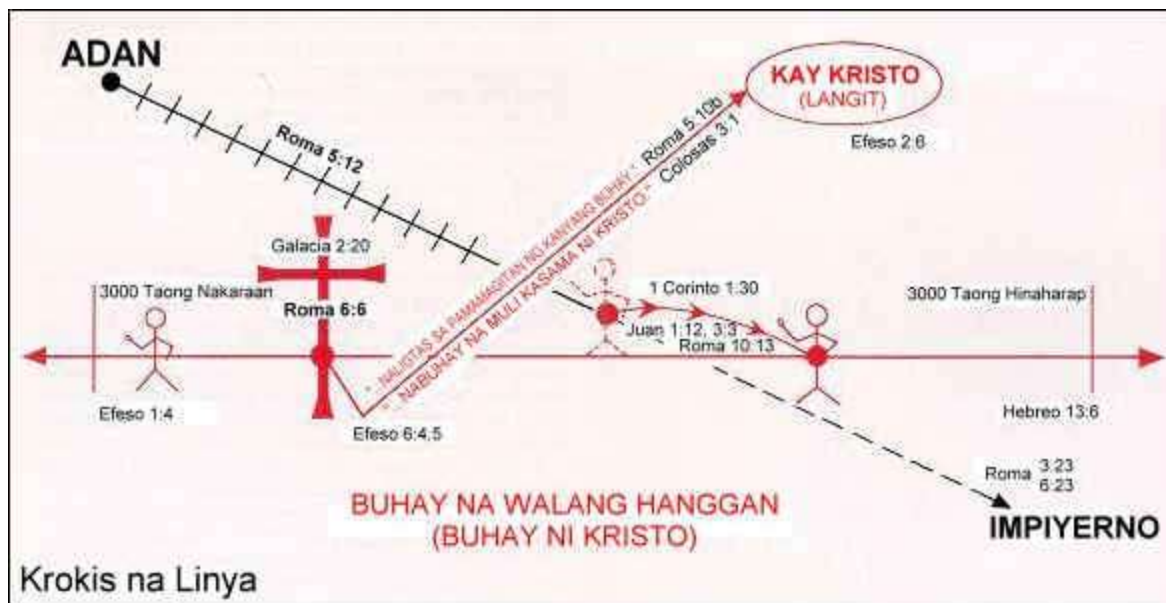 ADAN
Roma 5:12
KAY KRISTO
(LANGIT)
Efeso 2:6
"...NALIGTAS SA PAMAMAGITAN NG KANYANG BUHAY." Roma 5:10b
"...NABUHAY NA MULI KASAMA NI KRISTO." Colosas 3:1
Galacia 2:20
Roma 6:6
3000 Taong Nakaraan
Efeso 1:4
Efeso 6:4,5
1 Corinto 1:30
Juan 1:12, 3:3
Roma 10:13
3000 Taong Hinaharap
Hebreo 13:6
Roma 3:23
6:23
IMPIYERNO
BUHAY NA WALANG HANGGAN
(BUHAY NI KRISTO)
Krokis na Linya